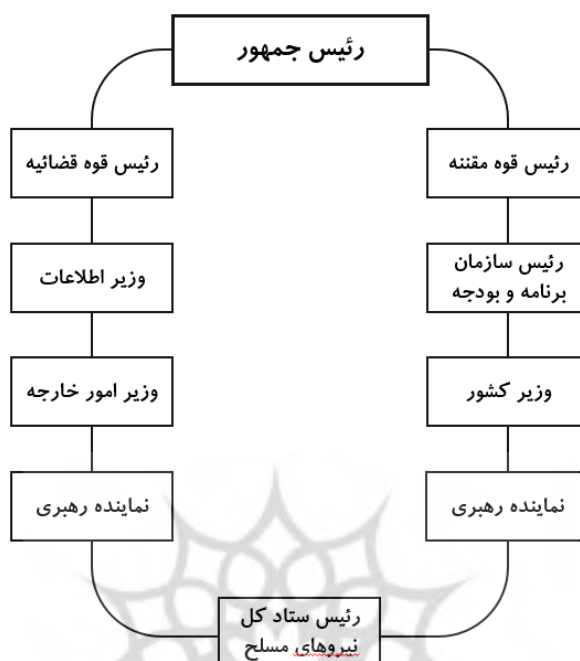 رئیس جمهور
رئیس قوه مقننه
رئیس قوه قضائیه
رئیس سازمان
برنامه و بودجه
وزیر اطلاعات
وزیر کشور
وزیر امور خارجه
نماینده رهبری
نماینده رهبری
رئیس ستاد کل
نیروهای مسلح